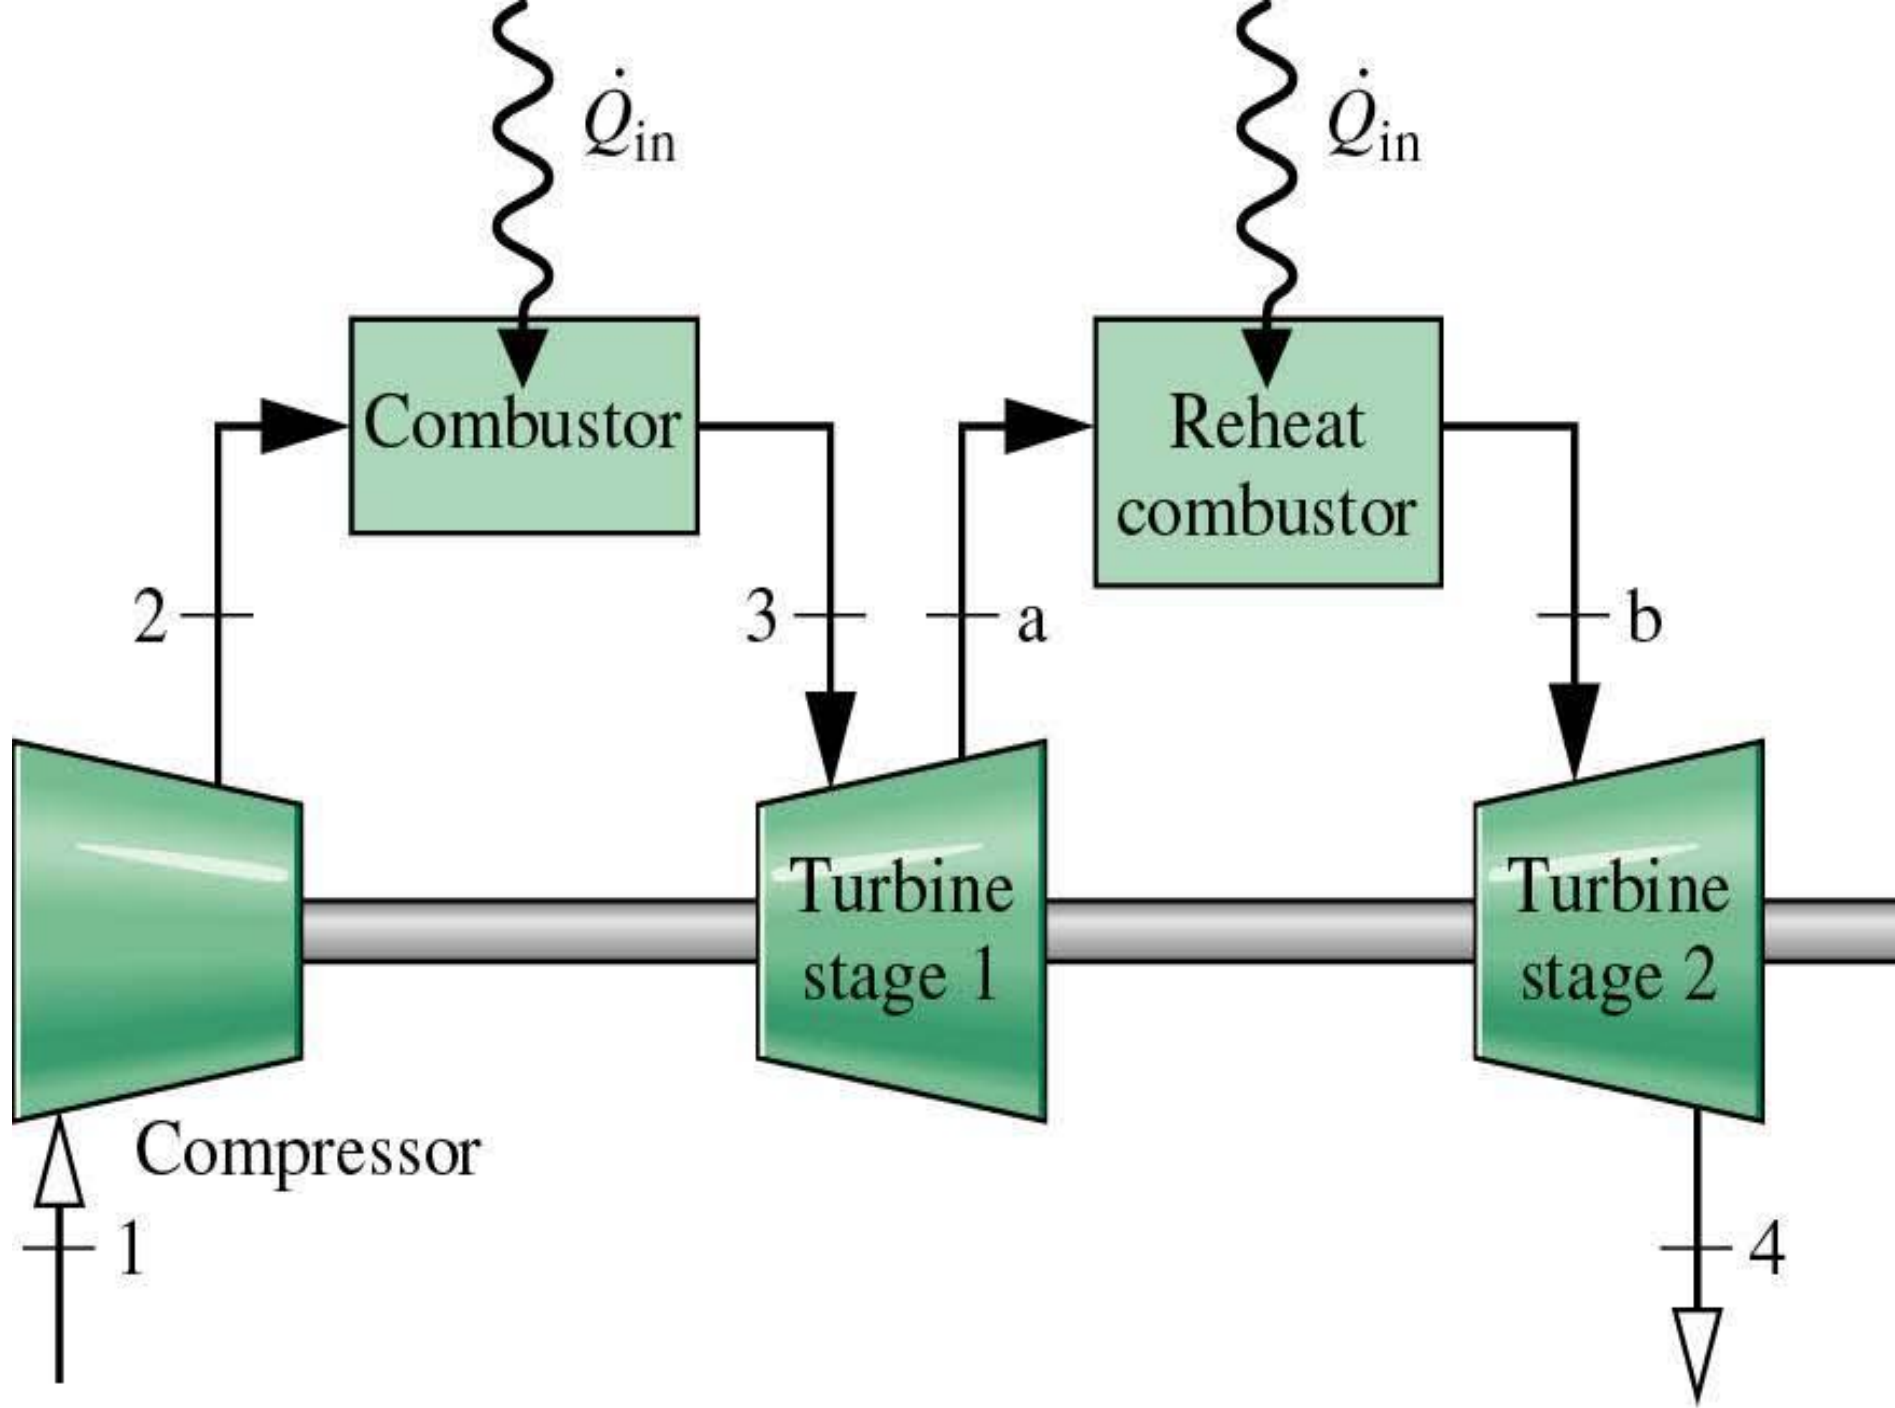 Q̇in
Q̇in
Combustor
Reheat
combustor
2
3
a
b
Turbine
stage 1
Turbine
stage 2
Compressor
1
4